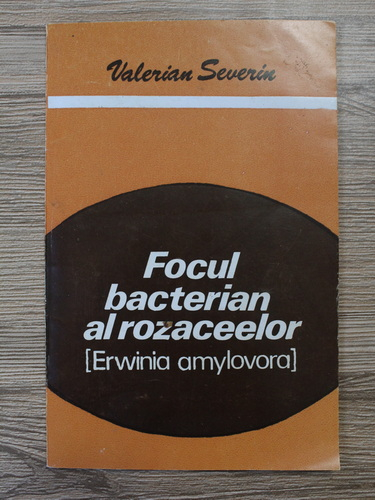 Valerian Severin
Focul
bacterian
al rozaceelor
[Erwinia amylovora]